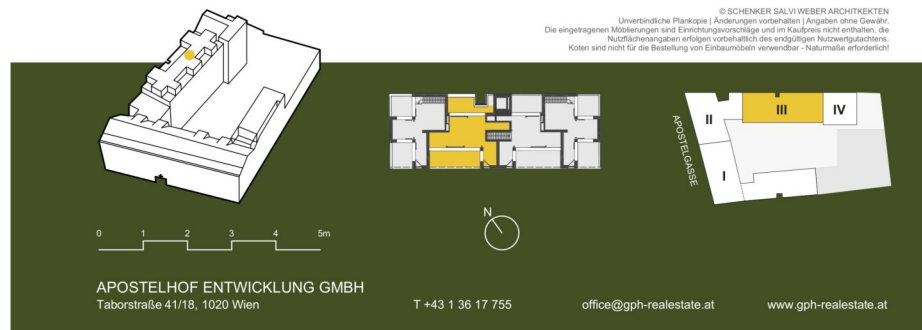 © SCHENKER SALVI WEBER ARCHITKEKTEN
Unverbindliche Plankopie | Änderungen vorbehalten | Angaben ohne Gewähr.
Die eingetragenen Möblierungen sind Einrichtungsvorschläge und im Kaufpreis nicht enthalten, die
Nutzflächenangaben erfolgen vorbehaltlich des endgültigen Nutzwertgutachtens.
Koten sind nicht für die Bestellung von Einbaumöbeln verwendbar - Naturmaße erforderlich!
II
III
IV
I
APOSTELGASSE
N
0 1 2 3 4 5m
APOSTELHOF ENTWICKLUNG GMBH
Taborstraße 41/18, 1020 Wien
T +43 1 36 17 755
office@gph-realestate.at
www.gph-realestate.at